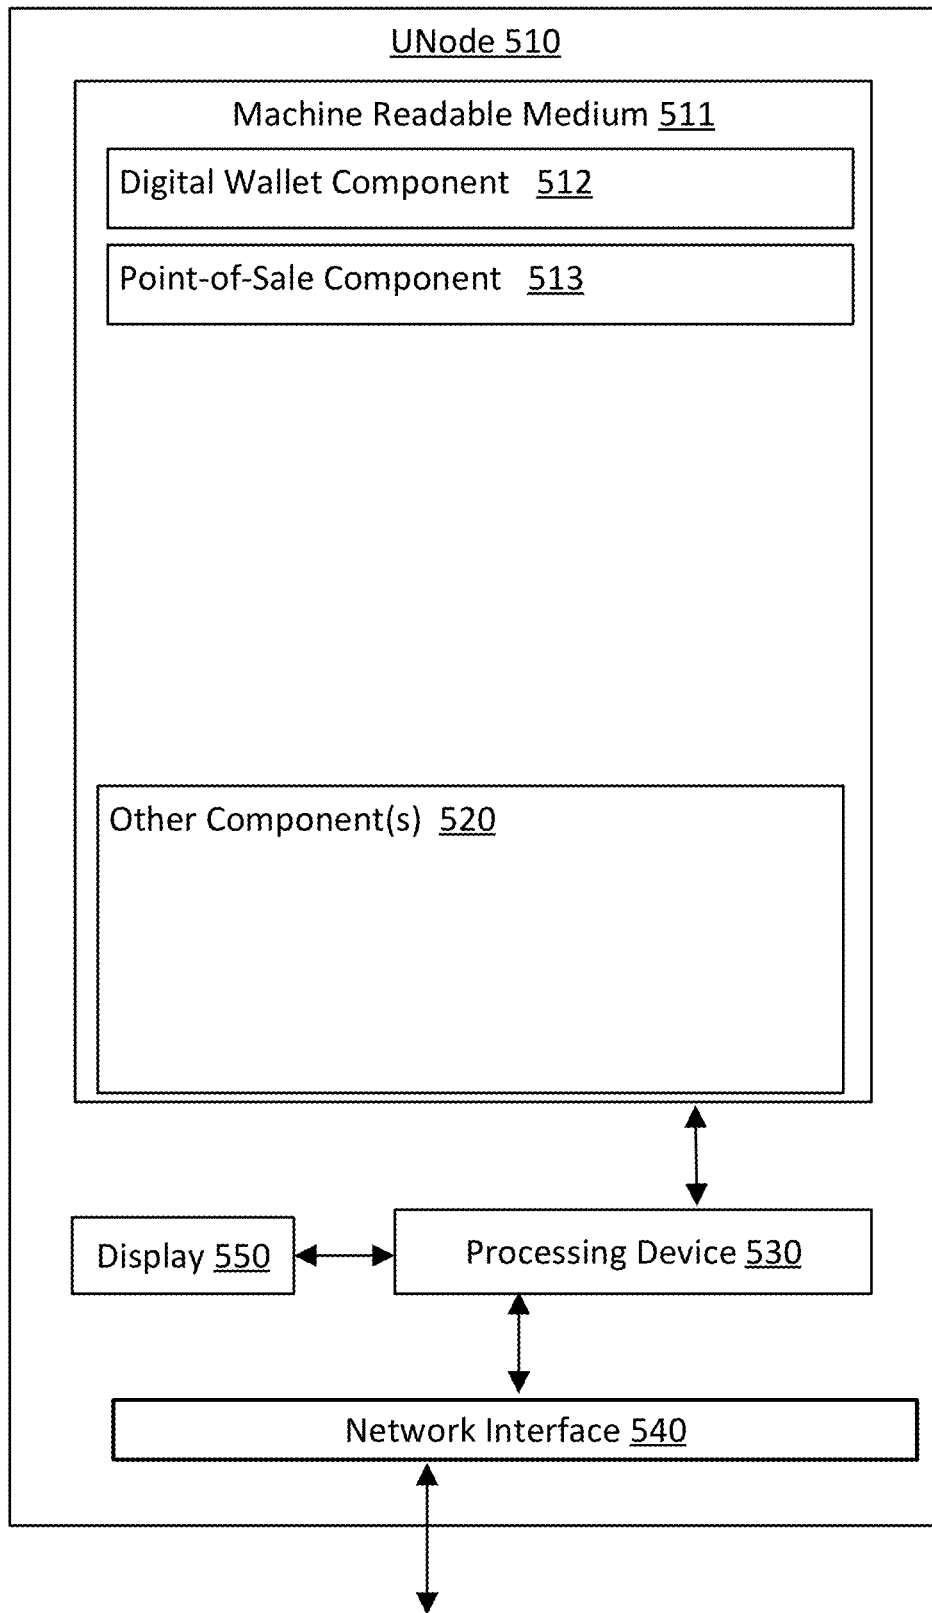 UNode 510
Machine Readable Medium 511
Digital Wallet Component 512
Point-of-Sale Component 513
Other Component(s) 520
Display 550
Processing Device 530
Network Interface 540